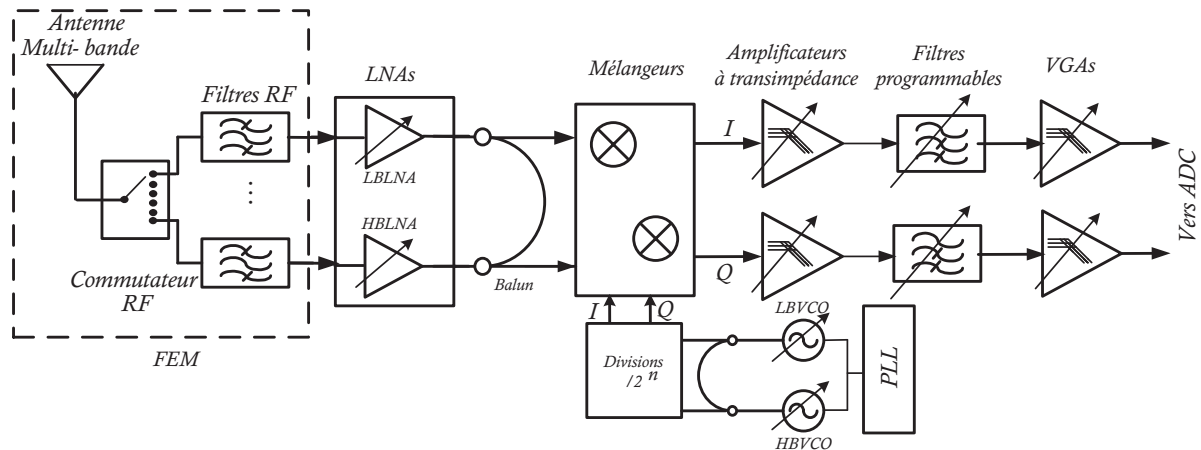 Antenne
Multi- bande
Filtres RF
...
Commutateur
RF
FEM
LNAs
LBLNA
HBLNA
Balun
Mélangeurs
I
Q
I
Q
Divisions
/2 n
LBVCO
HBVCO
PLL
Amplificateurs
à transimpédance
Filtres
programmables
VGAs
Vers ADC